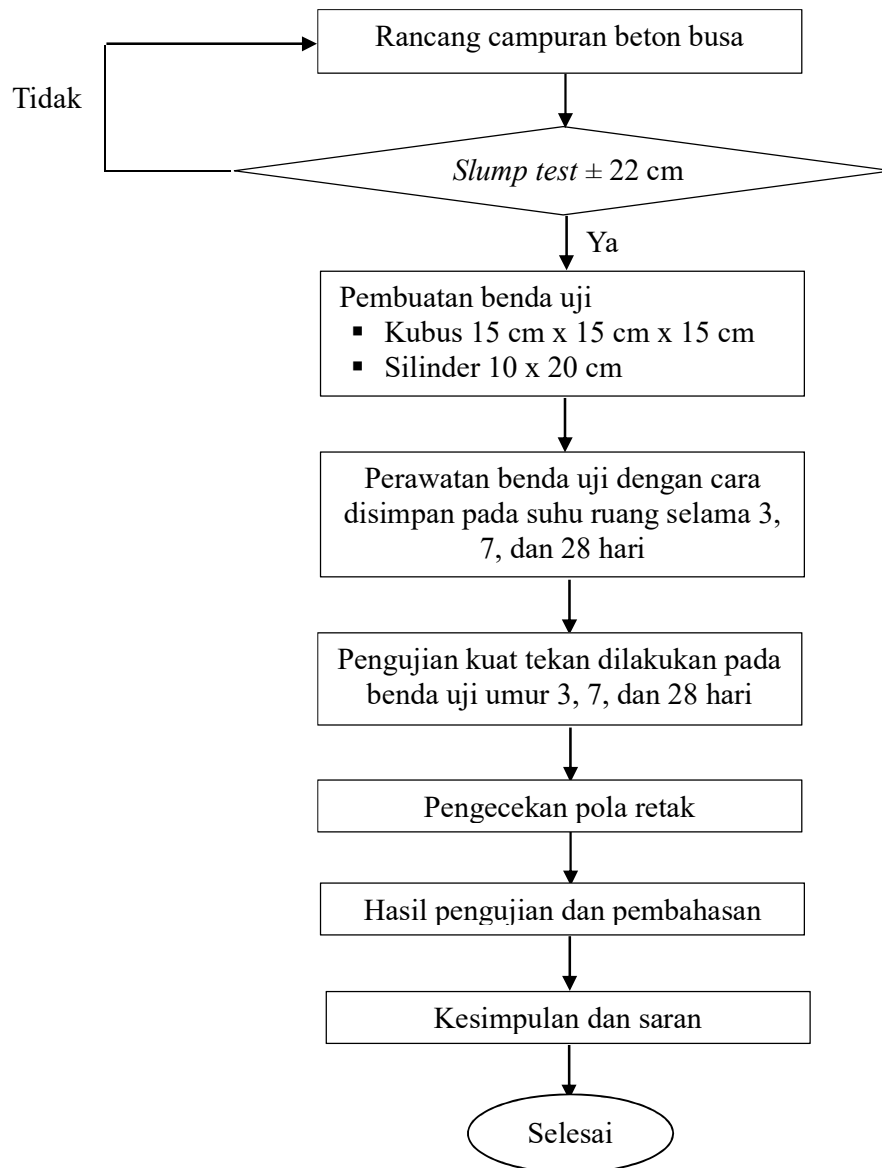 Rancang campuran beton busa
Tidak
Slump test ± 22 cm
Ya
Pembuatan benda uji
▪ Kubus 15 cm x 15 cm x 15 cm
▪ Silinder 10 x 20 cm
Perawatan benda uji dengan cara
disimpan pada suhu ruang selama 3,
7, dan 28 hari
Pengujian kuat tekan dilakukan pada
benda uji umur 3, 7, dan 28 hari
Pengecekan pola retak
Hasil pengujian dan pembahasan
Kesimpulan dan saran
Selesai